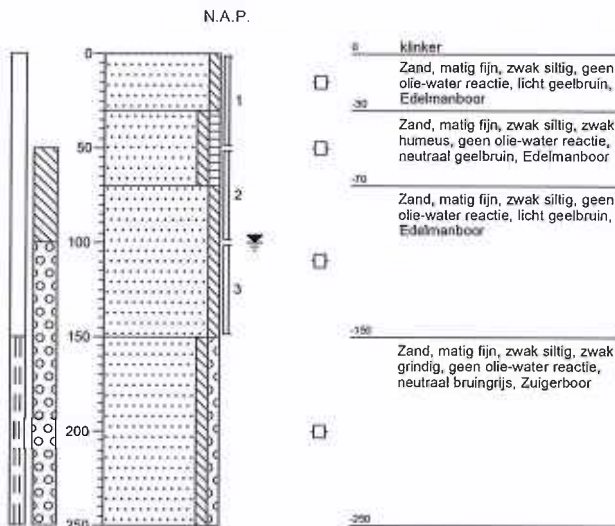 N.A.P.
0
50
100
150
200
250
1
2
3
0
klinker
Zand, matig fijn, zwak siltig, geen
olie-water reactie, licht geelbruin,
Edelmanboor
-30
Zand, matig fijn, zwak siltig, zwak
humeus, geen olie-water reactie,
neutraal geelbruin, Edelmanboor
-70
Zand, matig fijn, zwak siltig, geen
olie-water reactie, licht geelbruin,
Edelmanboor
-150
Zand, matig fijn, zwak siltig, zwak
grindig, geen olie-water reactie,
neutraal bruingrijs, Zuigerboor
-250